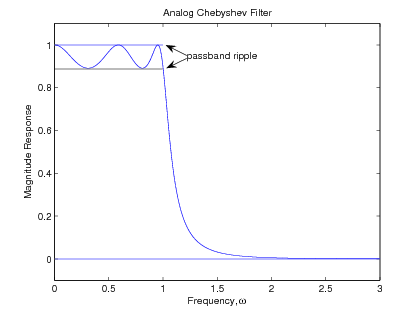 Analog Chebyshev Filter
1
passband ripple
0.8
0.6
Magnitude Response
0.4
0.2
0
0 0.5 1 1.5 2 2.5 3
Frequency, ω